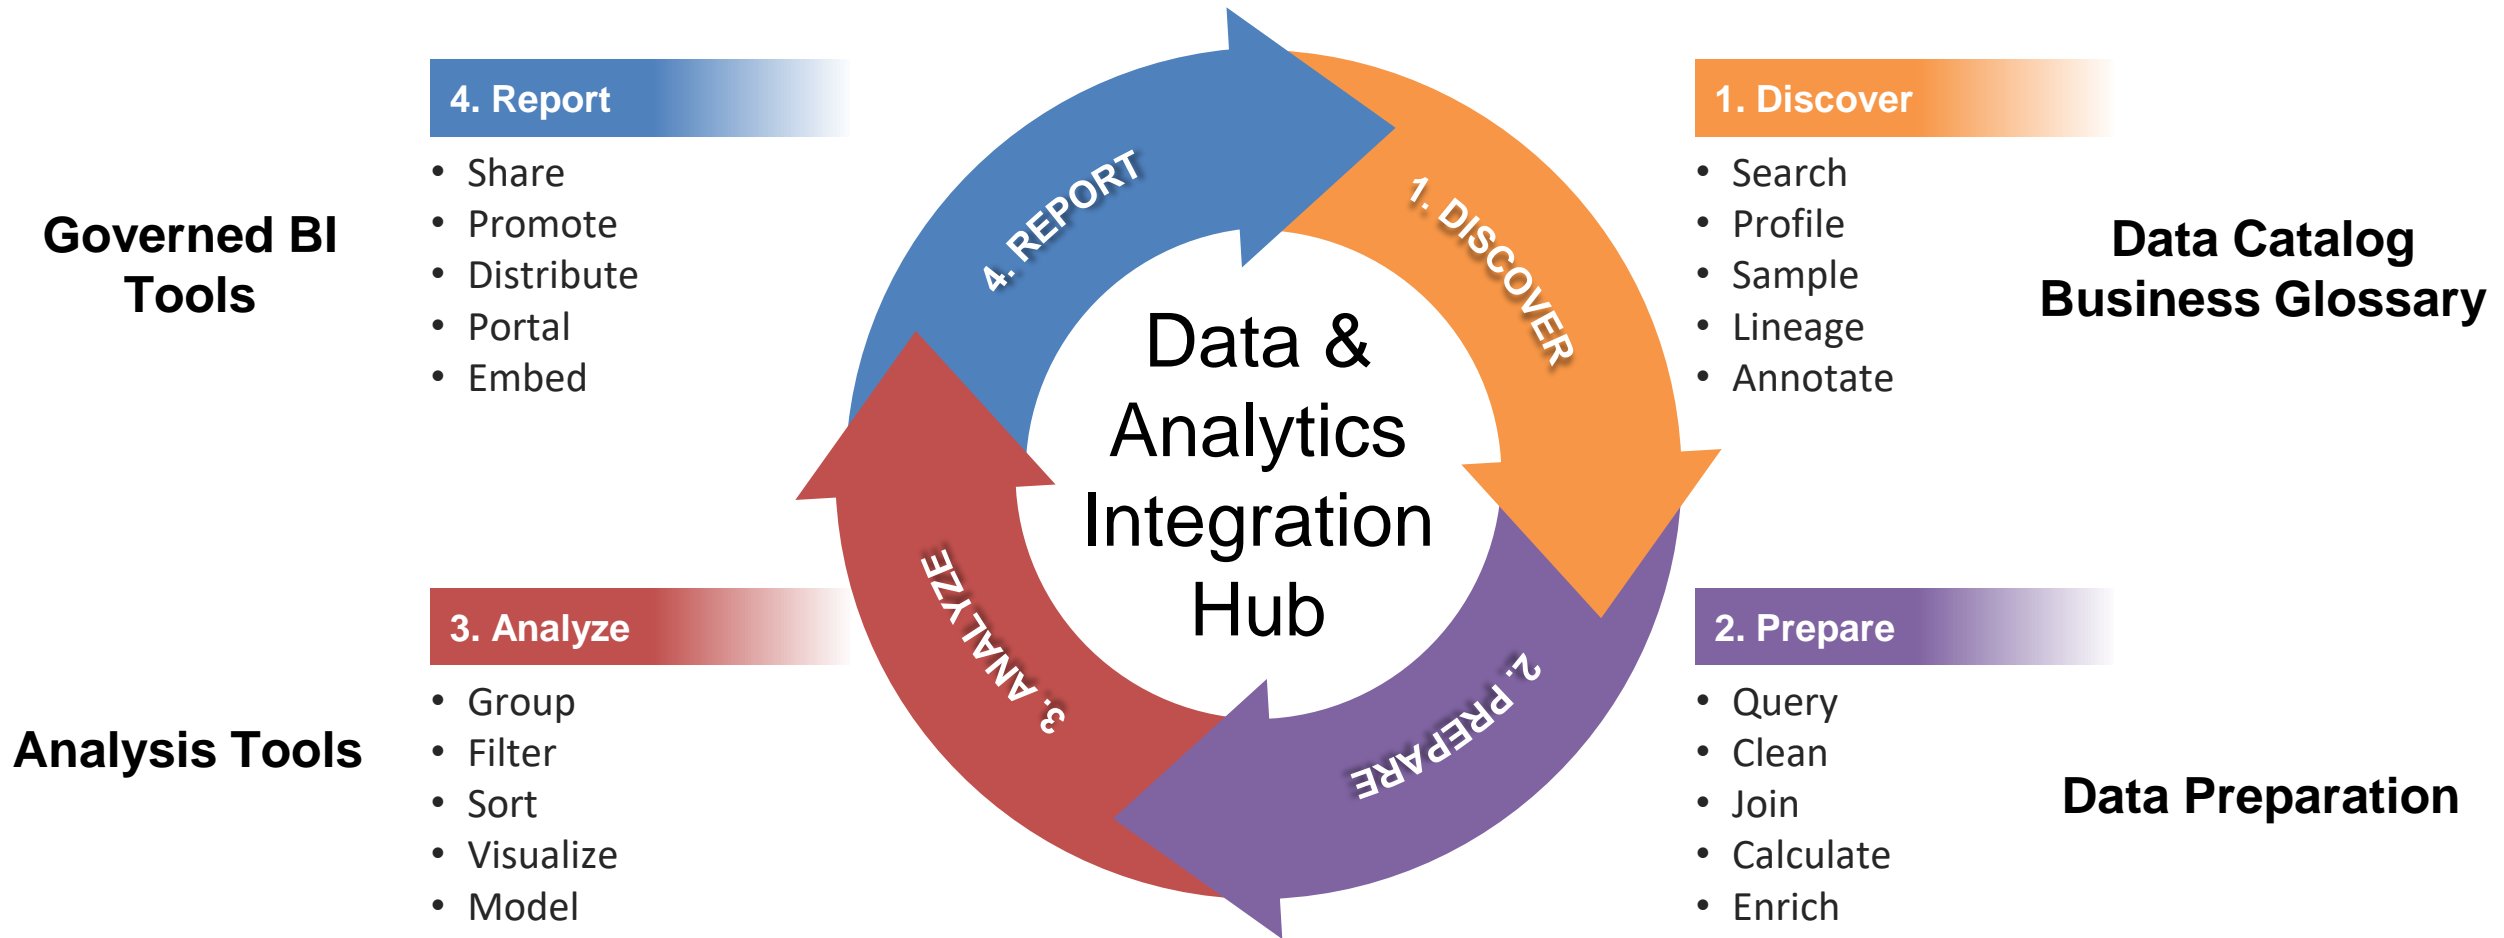 4. Report
• Share
• Promote
• Distribute
• Portal
• Embed
Governed BI
Tools
1. Discover
• Search
• Profile
• Sample
• Lineage
• Annotate
Data Catalog
Business Glossary
4. REPORT
1. DISCOVER
2. PREPARE
3. ANALYZE
Data &
Analytics
Integration
Hub
3. Analyze
• Group
• Filter
• Sort
• Visualize
• Model
Analysis Tools
2. Prepare
• Query
• Clean
• Join
• Calculate
• Enrich
Data Preparation